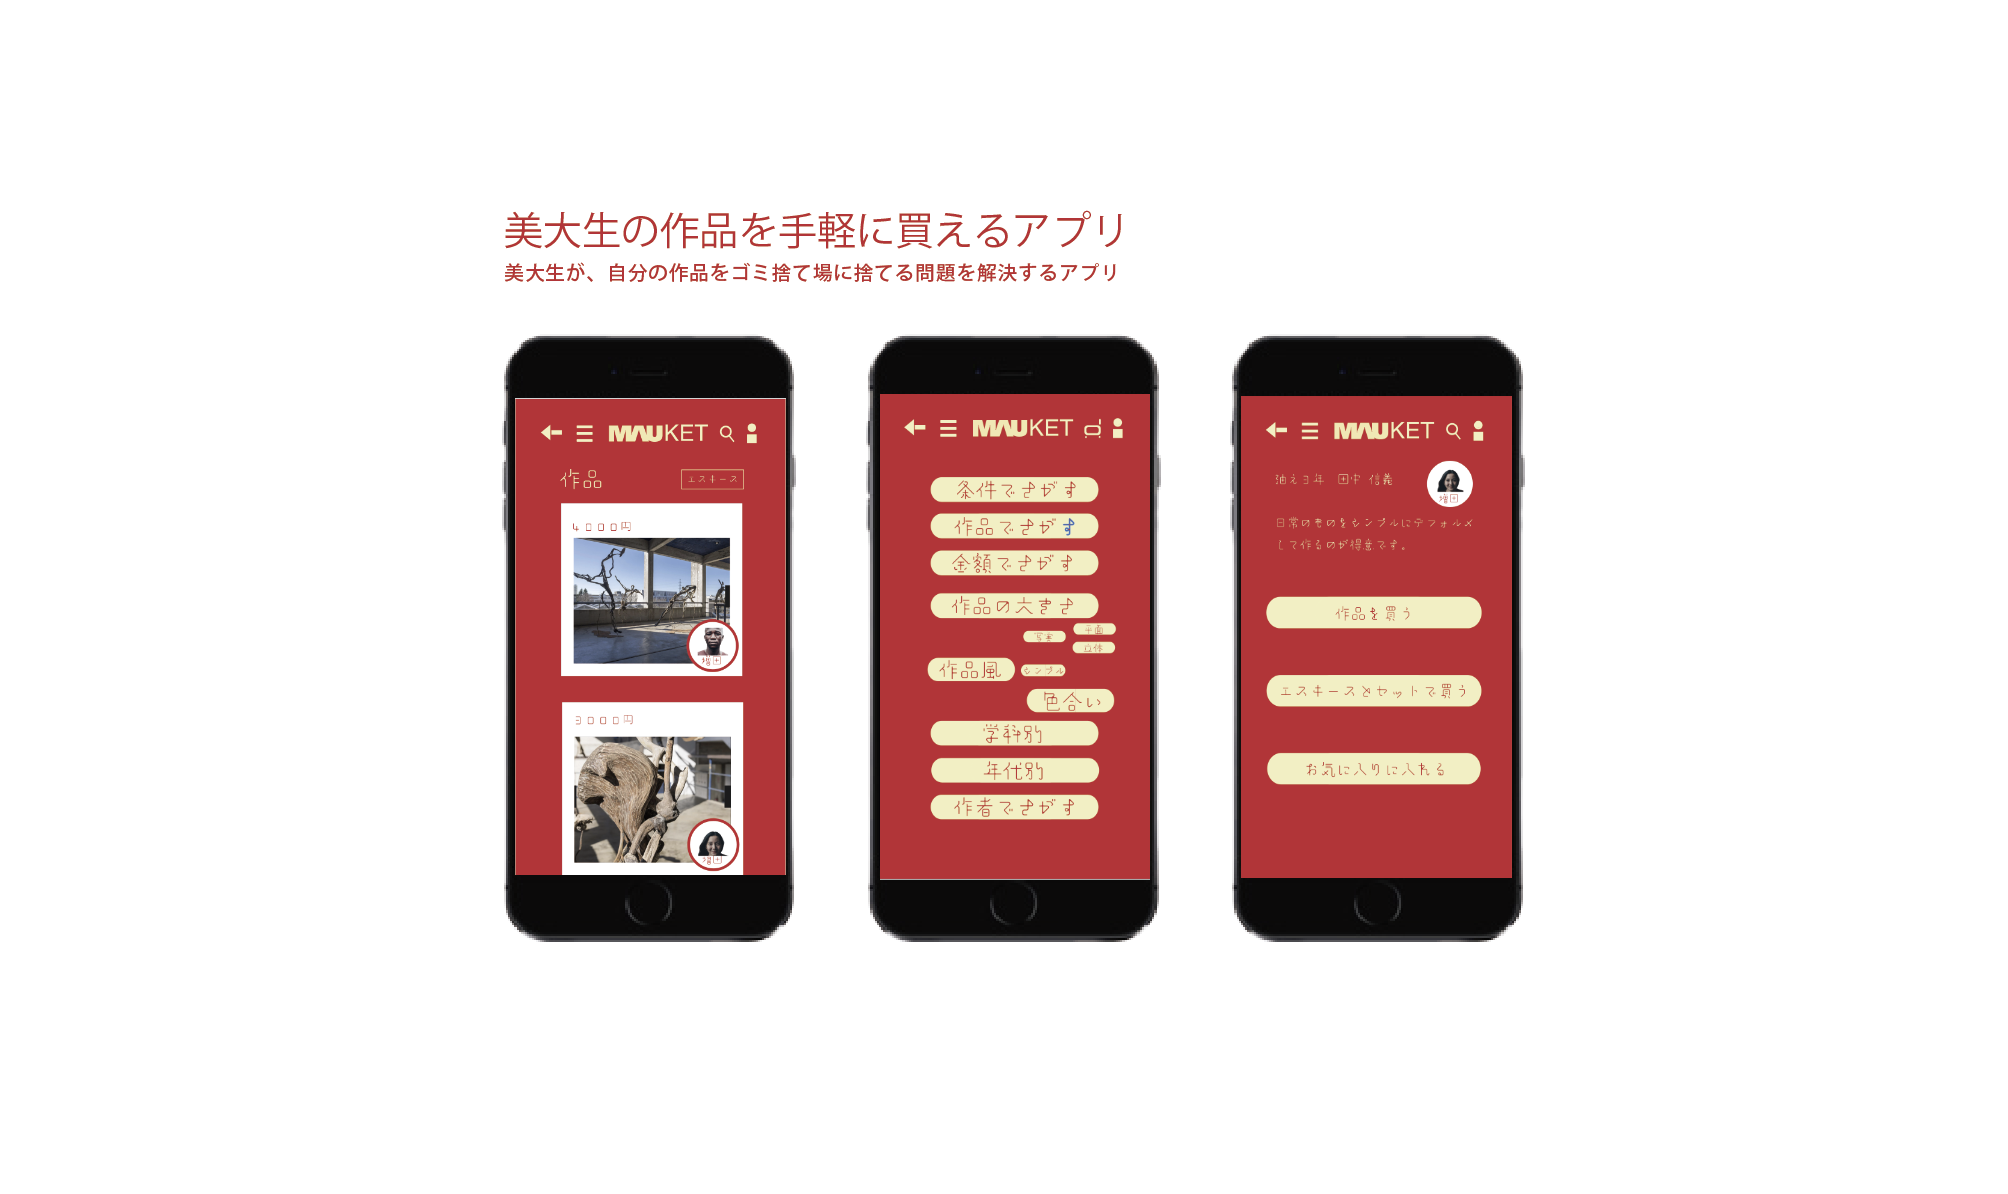 美大生の作品を手軽に買えるアプリ
美大生が、自分の作品をゴミ捨て場に捨てる問題を解決するアプリ
MAUKET
作品
エスキース
4000円
増田
3000円
増田
MAUKET
条件でさがす
作品でさがす
金額でさがす
作品の大きさ
写実
平面
立体
作品風
シンプル
色合い
学科別
年代別
作者でさがす
MAUKET
油え3年 田中 信義
増田
日常のものをシンプルにデフォルメ
して作るのが得意です。
作品を買う
エスキースとセットで買う
お気に入りに入れる